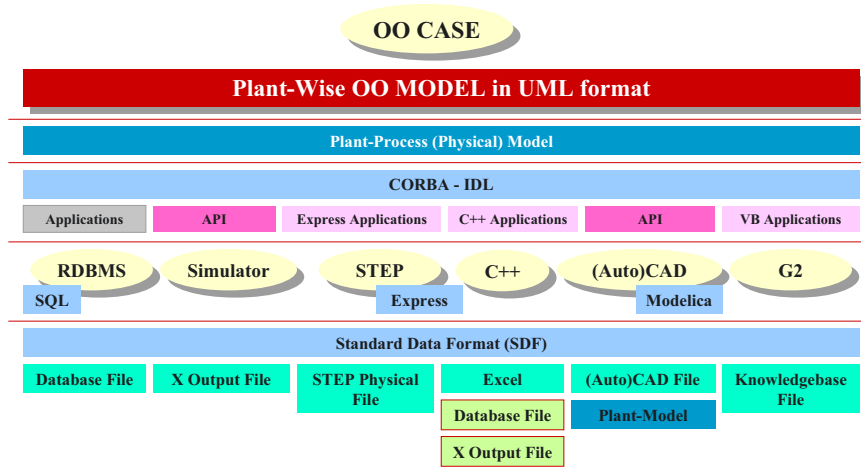 OO CASE
Plant-Wise OO MODEL in UML format
Plant-Process (Physical) Model
CORBA - IDL
Applications
API
Express Applications
C++ Applications
API
VB Applications
RDBMS
Simulator
STEP
C++
(Auto)CAD
G2
SQL
Express
Modelica
Standard Data Format (SDF)
Database File
X Output File
STEP Physical
File
Excel
(Auto)CAD File
Knowledgebase
File
Database File
Plant-Model
X Output File